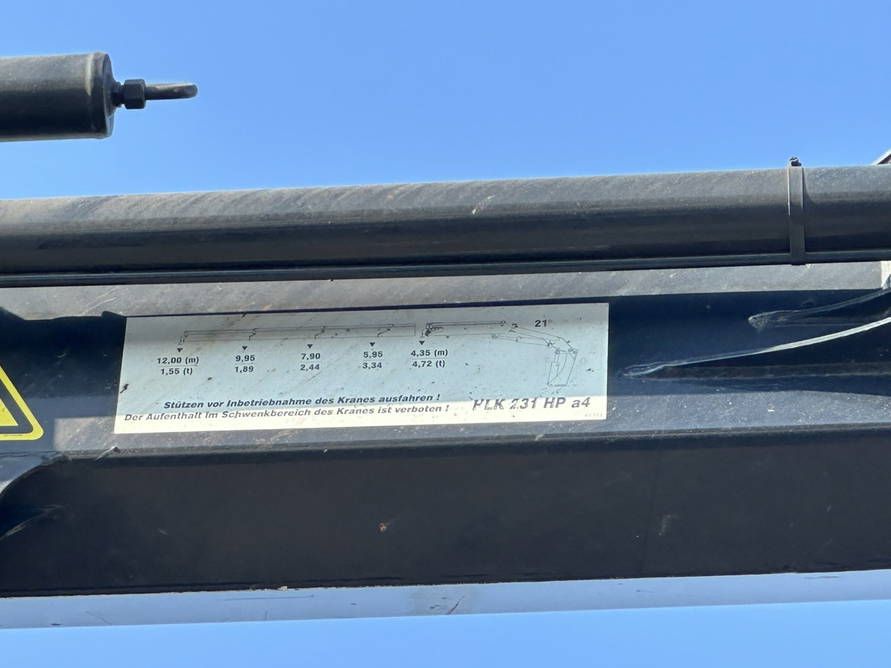 21°
12,00 (m) 9,95 7,90 5,95 4,35 (m)
1,55 (t) 1,89 2,44 3,34 4,72 (t)
Stützen vor Inbetriebnahme des Kranes ausfahren !
Der Aufenthalt im Schwenkbereich des Kranes ist verboten !
231 HP a4